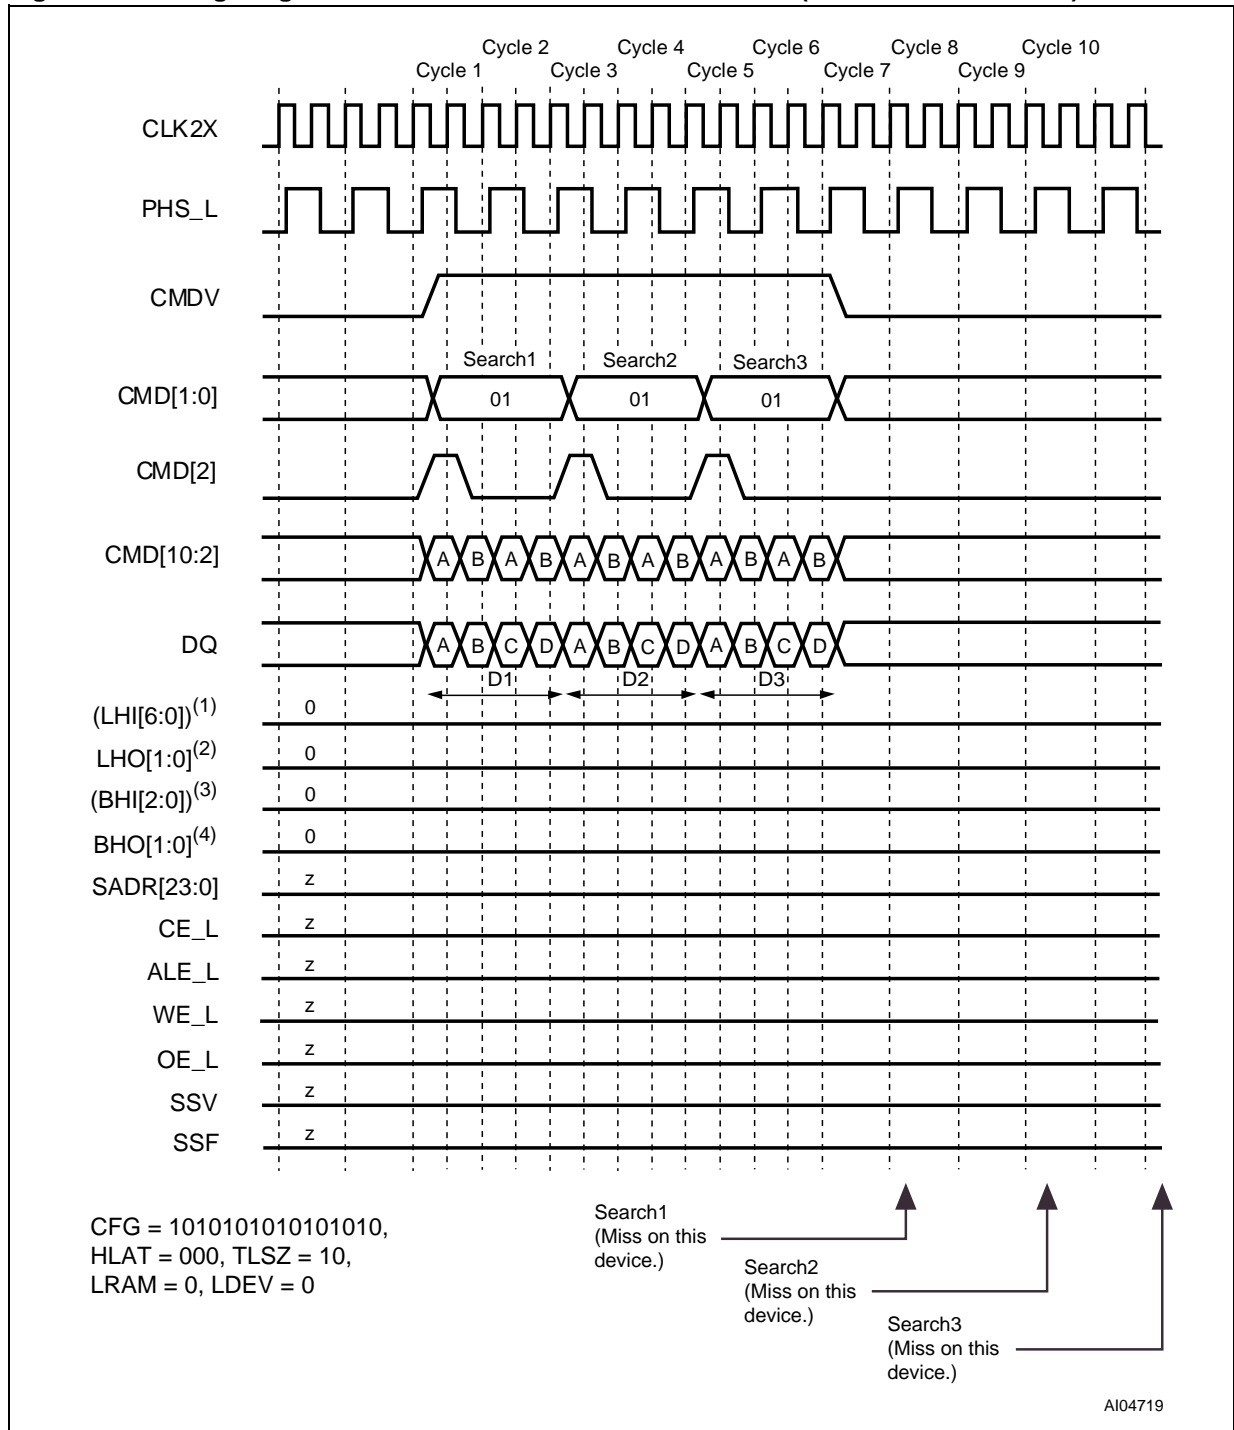 Cycle 2 Cycle 4 Cycle 6 Cycle 8 Cycle 10
Cycle 1 Cycle 3 Cycle 5 Cycle 7 Cycle 9
CLK2X
PHS_L
CMDV
Search1 Search2 Search3
CMD[1:0] 01 01 01
CMD[2]
CMD[10:2] A B A B A B A B A B A B
DQ A B C D A B C D A B C D
D1 D2 D3
(LHI[6:0])(1) 0
LHO[1:0](2) 0
(BHI[2:0])(3) 0
BHO[1:0](4) 0
SADR[23:0] z
CE_L z
ALE_L z
WE_L z
OE_L z
SSV z
SSF z
CFG = 1010101010101010,
HLAT = 000, TLSZ = 10,
LRAM = 0, LDEV = 0
Search1
(Miss on this
device.)
Search2
(Miss on this
device.)
Search3
(Miss on this
device.)
AI04719